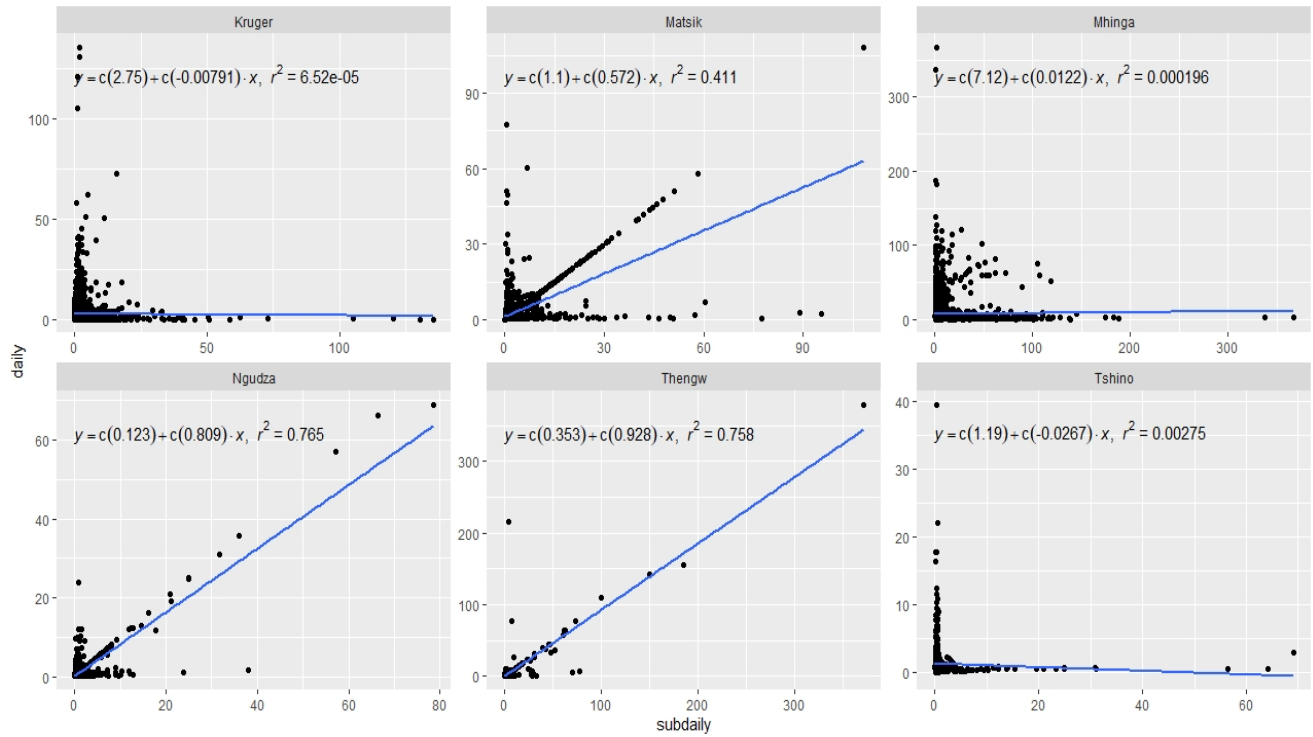 Kruger
Matsik
Mhinga
y = c(2.75) + c(-0.00791) · x, r² = 6.52e-05
y = c(1.1) + c(0.572) · x, r² = 0.411
y = c(7.12) + c(0.0122) · x, r² = 0.000196
100
50
0
90
60
30
0
300
200
100
0
0 50 100
0 30 60 90
0 100 200 300
daily
Ngudza
Thengw
Tshino
y = c(0.123) + c(0.809) · x, r² = 0.765
y = c(0.353) + c(0.928) · x, r² = 0.758
y = c(1.19) + c(-0.0267) · x, r² = 0.00275
60
40
20
0
300
200
100
0
40
30
20
10
0
0 20 40 60 80
0 100 200 300
0 20 40 60
subdaily